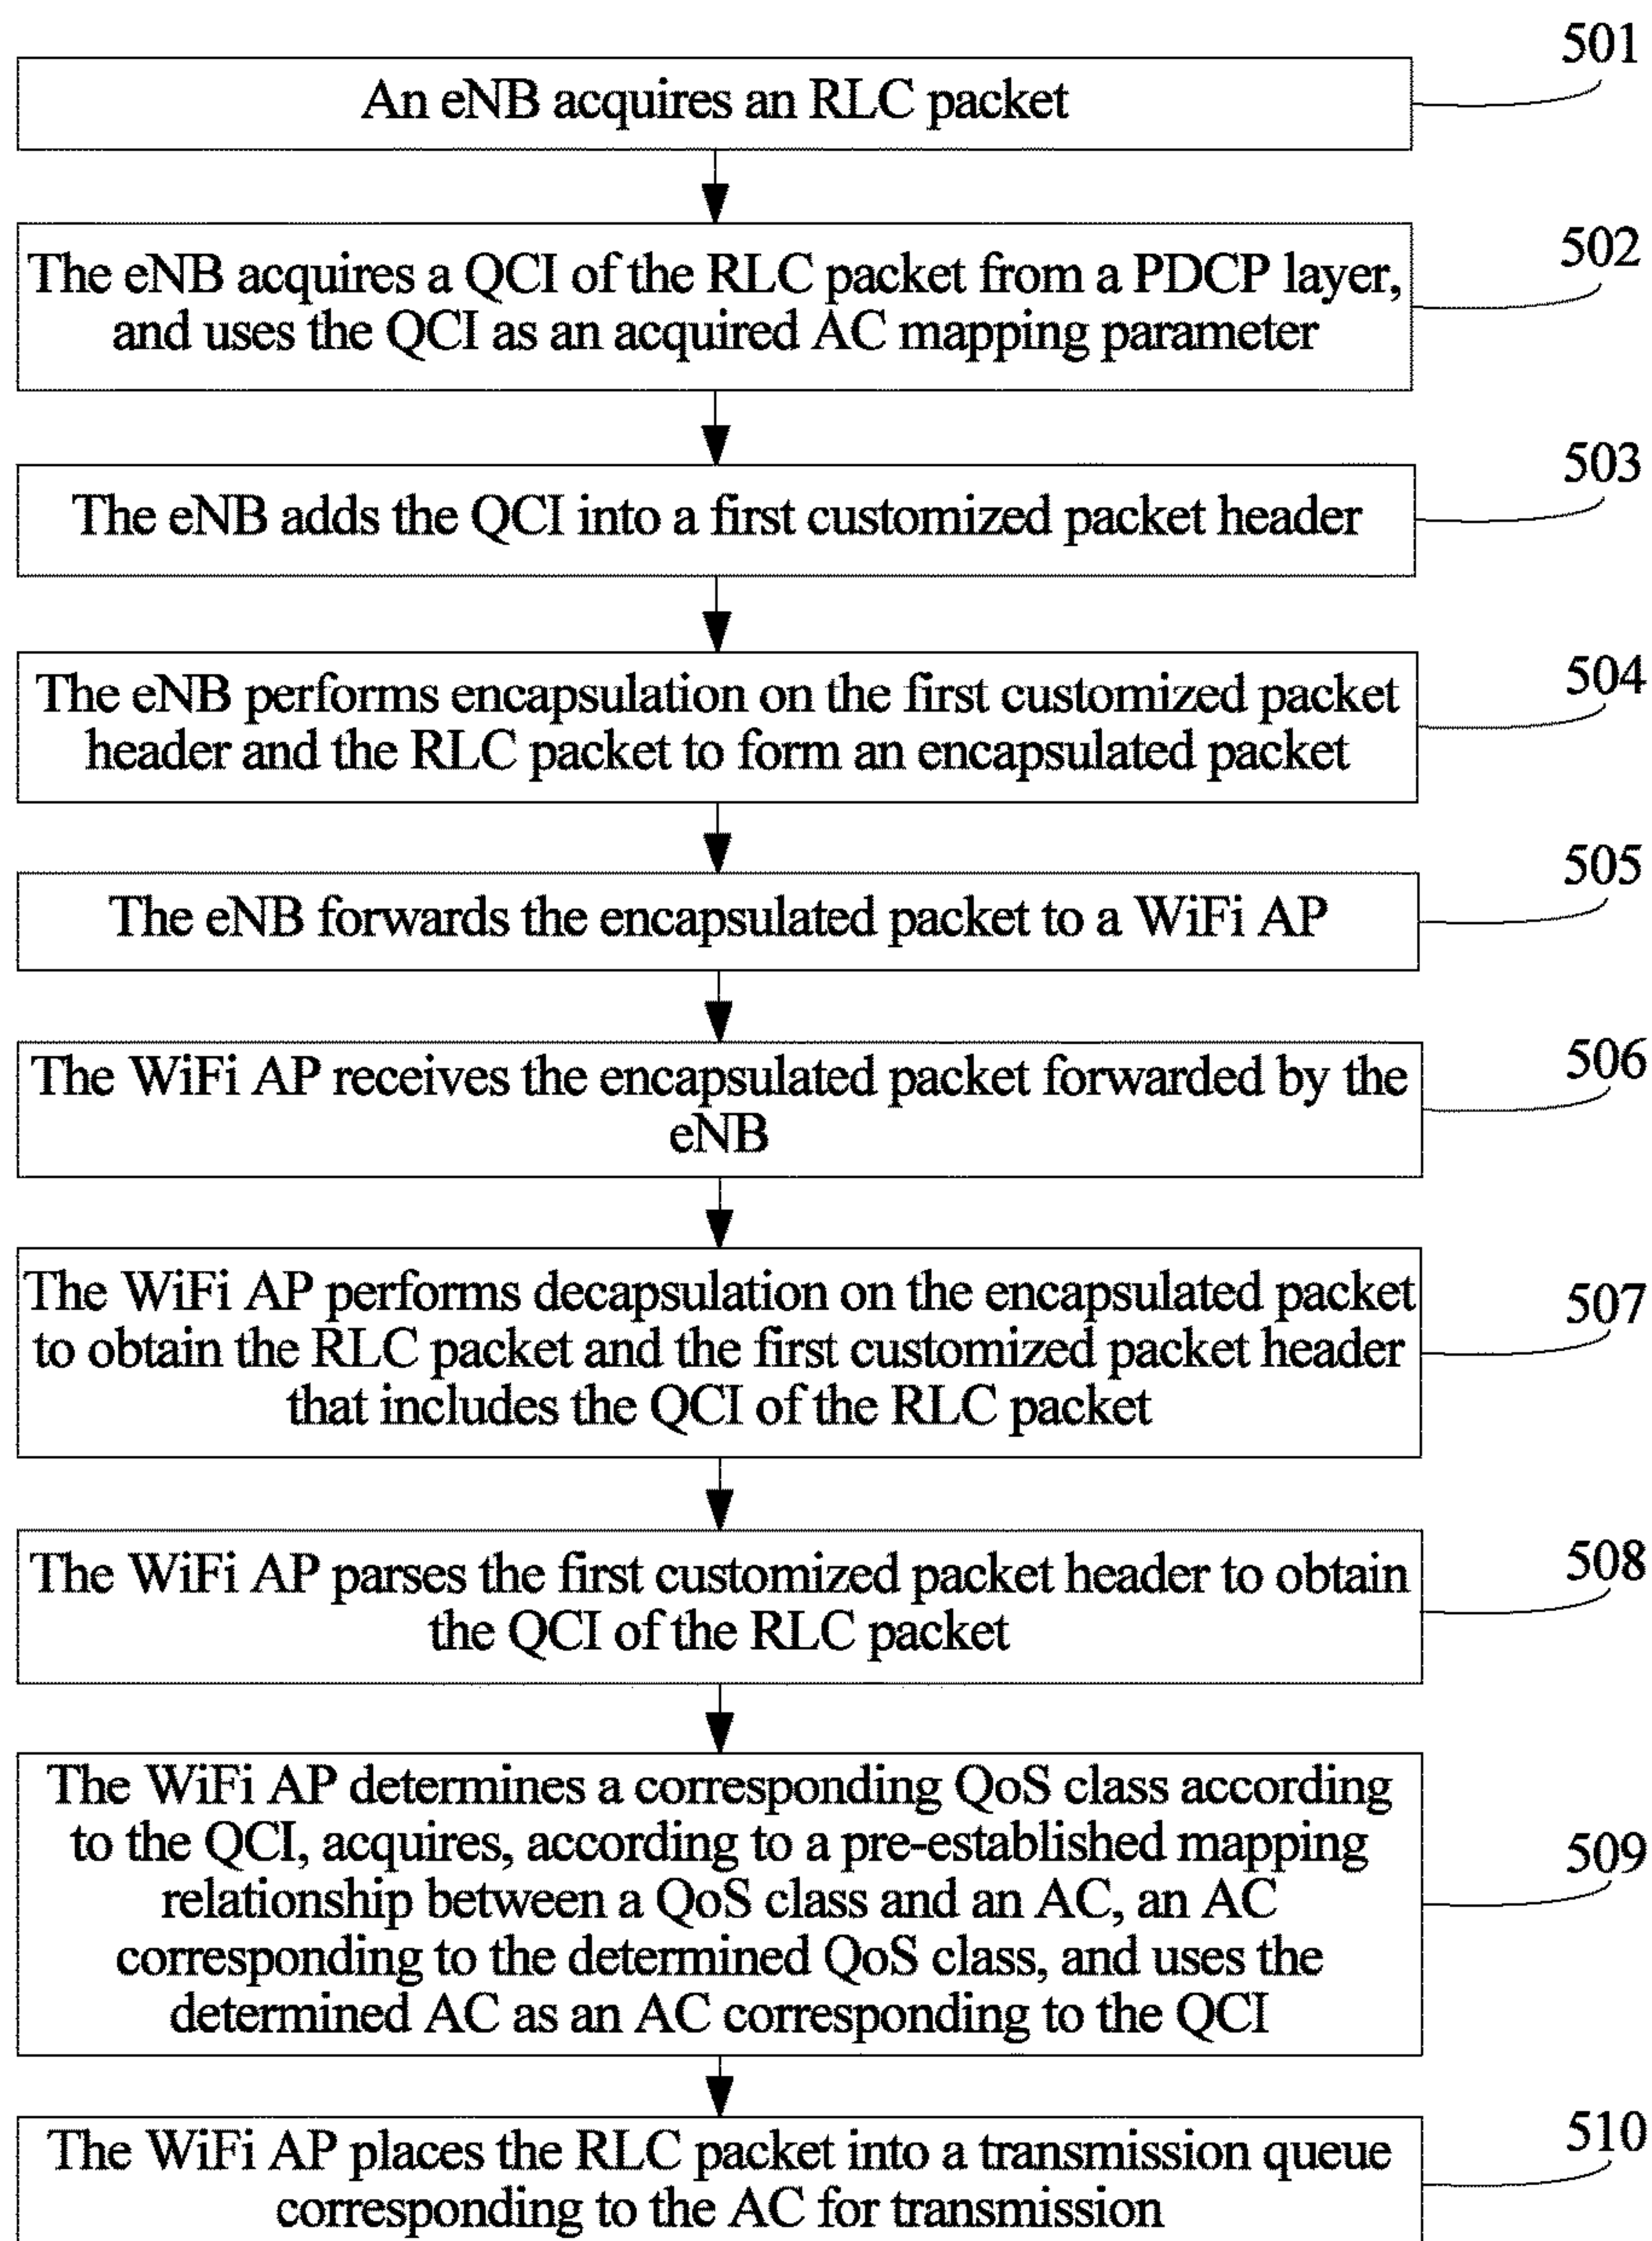 501
An eNB acquires an RLC packet
502
The eNB acquires a QCI of the RLC packet from a PDCP layer,
and uses the QCI as an acquired AC mapping parameter
503
The eNB adds the QCI into a first customized packet header
504
The eNB performs encapsulation on the first customized packet
header and the RLC packet to form an encapsulated packet
505
The eNB forwards the encapsulated packet to a WiFi AP
506
The WiFi AP receives the encapsulated packet forwarded by the
eNB
507
The WiFi AP performs decapsulation on the encapsulated packet
to obtain the RLC packet and the first customized packet header
that includes the QCI of the RLC packet
508
The WiFi AP parses the first customized packet header to obtain
the QCI of the RLC packet
509
The WiFi AP determines a corresponding QoS class according
to the QCI, acquires, according to a pre-established mapping
relationship between a QoS class and an AC, an AC
corresponding to the determined QoS class, and uses the
determined AC as an AC corresponding to the QCI
510
The WiFi AP places the RLC packet into a transmission queue
corresponding to the AC for transmission